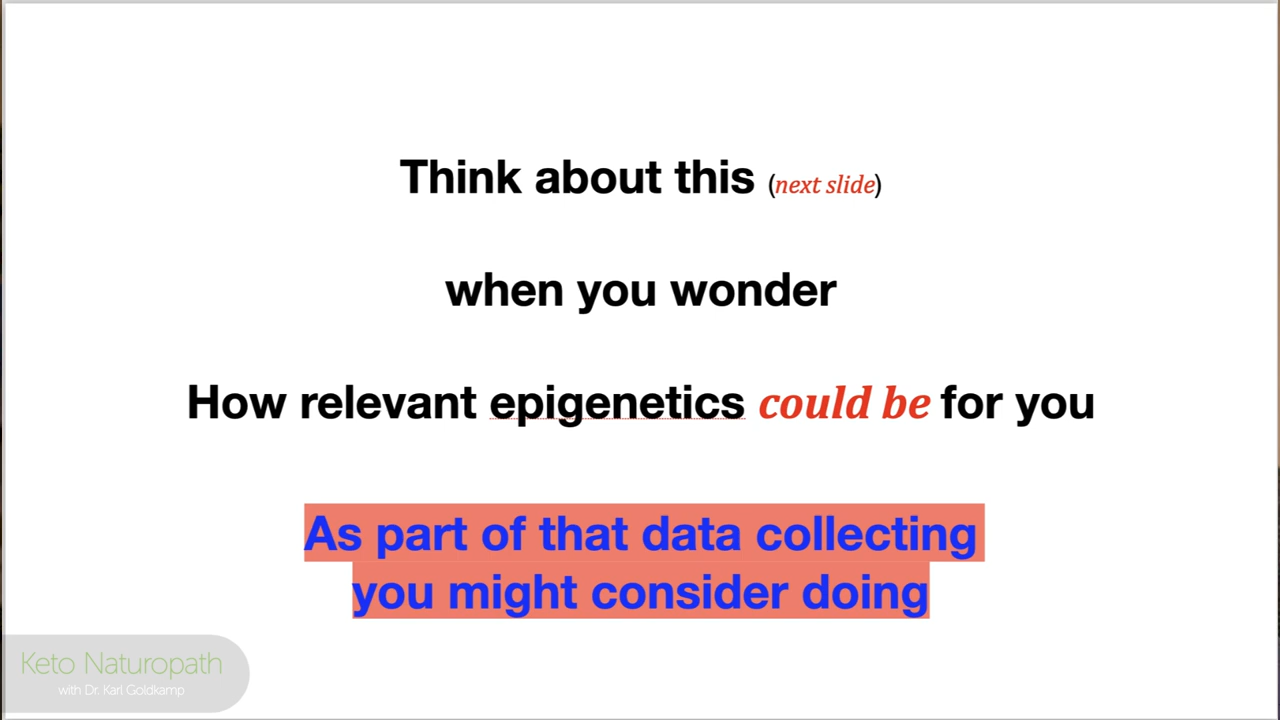 Think about this (next slide)
when you wonder
How relevant epigenetics could be for you
As part of that data collecting
you might consider doing
Keto Naturopath
with Dr. Karl Goldkamp